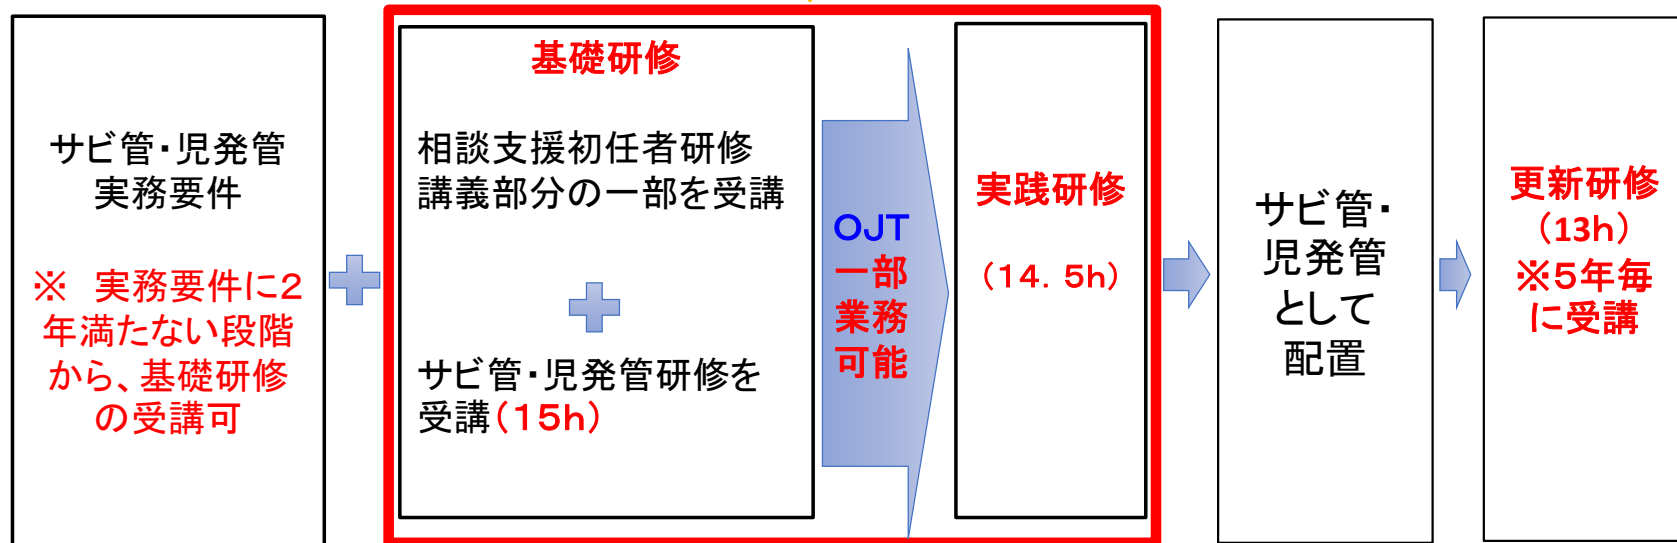 サビ管・児発管
実務要件
※　実務要件に２
年満たない段階
から、基礎研修
の受講可
基礎研修
相談支援初任者研修
講義部分の一部を受講
サビ管・児発管研修を
受講（１５ｈ）
ＯＪＴ
一部
業務
可能
実践研修
（１４．５ｈ）
サビ管・
児発管
として
配置
更新研修
（13ｈ）
※５年毎
に受講